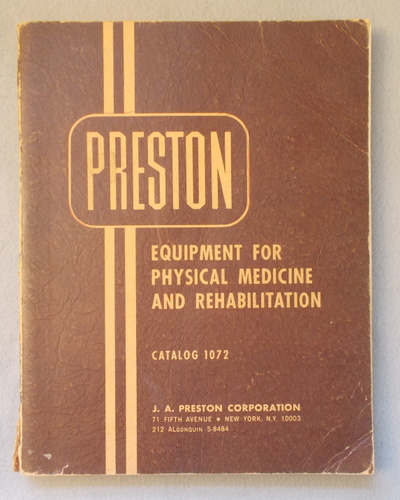 PRESTON
EQUIPMENT FOR
PHYSICAL MEDICINE
AND REHABILITATION
CATALOG 1072
J. A. PRESTON CORPORATION
71 FIFTH AVENUE • NEW YORK, N.Y. 10003
212 ALGONQUIN 5-8484